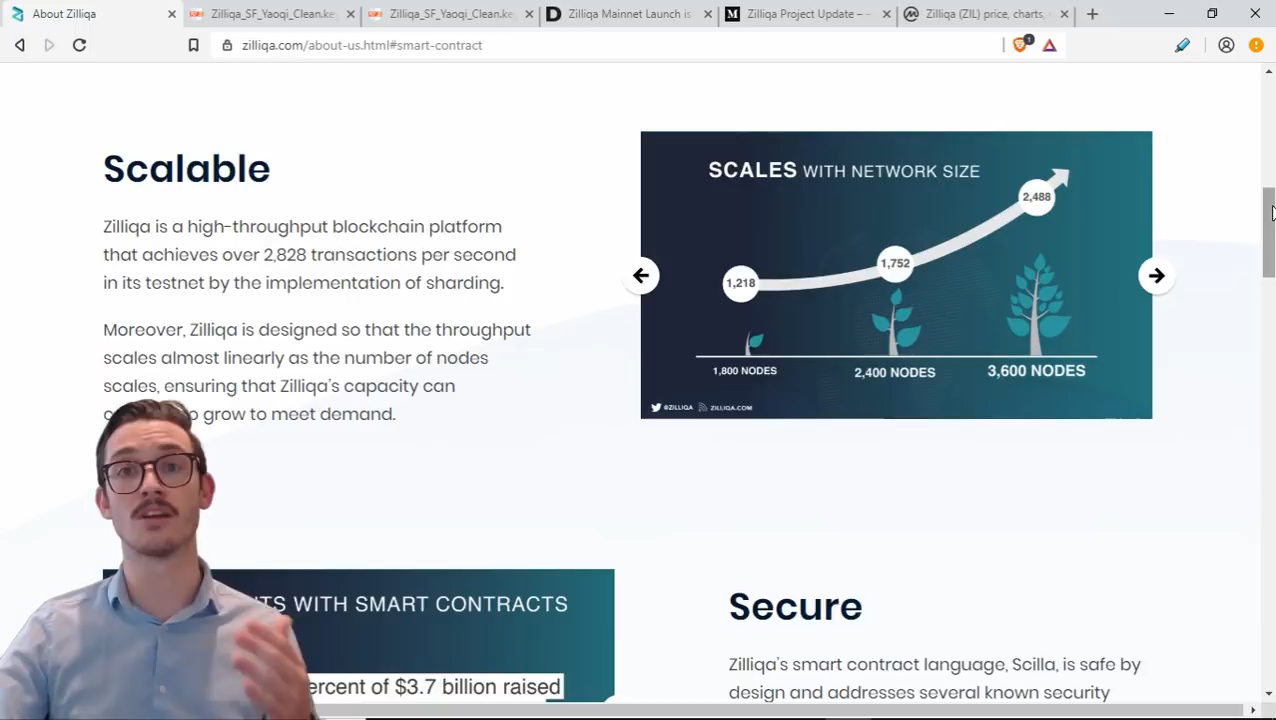 About Zilliqa
Zilliqa_SF_Yaoqi_Clean.key
Zilliqa_SF_Yaoqi_Clean.key
Zilliqa Mainnet Launch is
Zilliqa Project Update –
Zilliqa (ZIL) price, charts,
zilliqa.com/about-us.html#smart-contract
1
Scalable
Zilliqa is a high-throughput blockchain platform
that achieves over 2,828 transactions per second
in its testnet by the implementation of sharding.
Moreover, Zilliqa is designed so that the throughput
scales almost linearly as the number of nodes
scales, ensuring that Zilliqa's capacity can
to grow to meet demand.
SCALES WITH NETWORK SIZE
2,488
1,752
1,218
1,800 NODES
2,400 NODES
3,600 NODES
@ZILLIQA
ZILLIQA.COM
WITH SMART CONTRACTS
of $3.7 billion raised
Secure
Zilliqa's smart contract language, Scilla, is safe by
design and addresses several known security